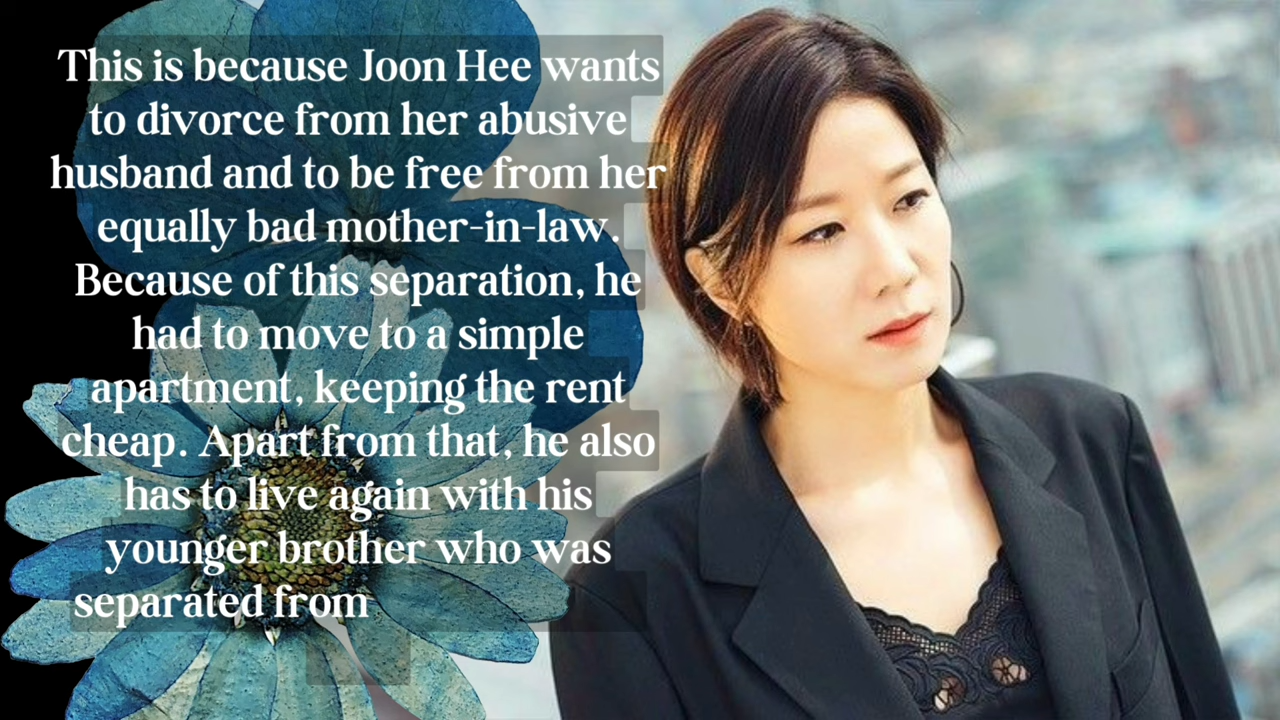 This is because Joon Hee wants
to divorce from her abusive
husband and to be free from her
equally bad mother-in-law.
Because of this separation, he
had to move to a simple
apartment, keeping the rent
cheap. Apart from that, he also
has to live again with his
younger brother who was
separated from